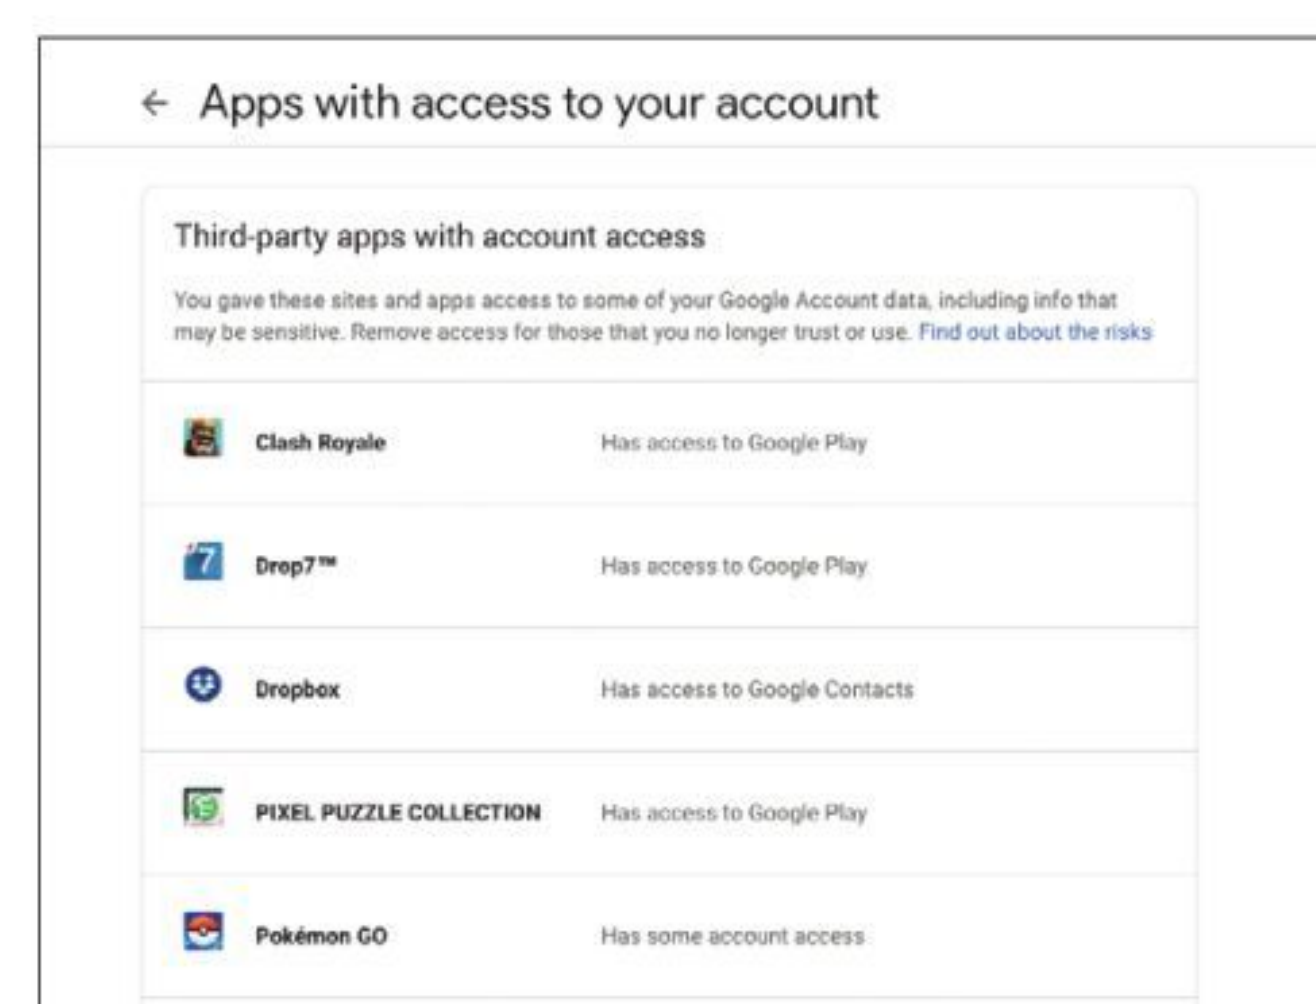 ← Apps with access to your account
Third-party apps with account access
You gave these sites and apps access to some of your Google Account data, including info that
may be sensitive. Remove access for those that you no longer trust or use. Find out about the risks
Clash Royale Has access to Google Play
7 Drop7™ Has access to Google Play
Dropbox Has access to Google Contacts
PIXEL PUZZLE COLLECTION Has access to Google Play
Pokémon GO Has some account access